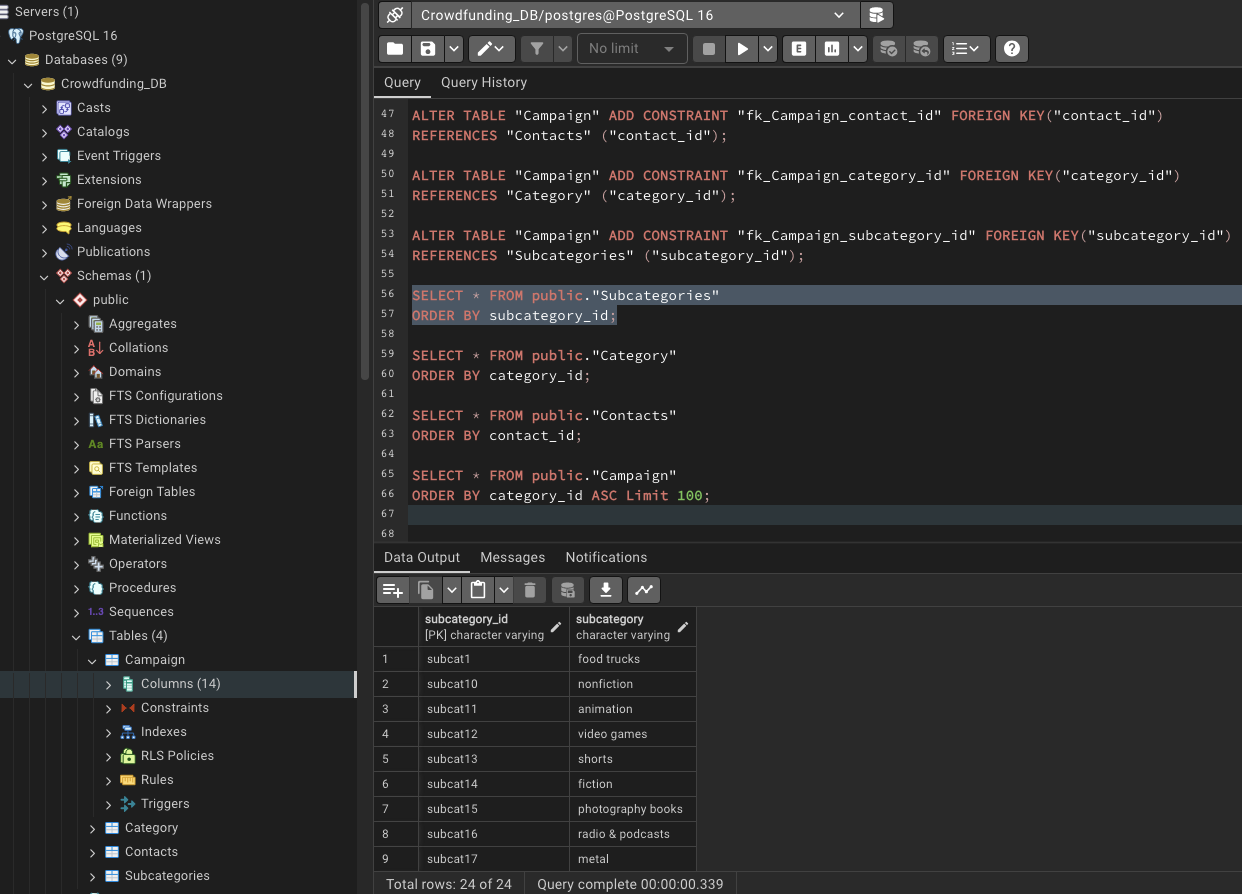 Servers (1)
PostgreSQL 16
Databases (9)
Crowdfunding_DB
Casts
Catalogs
Event Triggers
Extensions
Foreign Data Wrappers
Languages
Publications
Schemas (1)
public
Aggregates
Collations
Domains
FTS Configurations
FTS Dictionaries
Aa FTS Parsers
FTS Templates
Foreign Tables
Functions
Materialized Views
Operators
Procedures
1..3 Sequences
Tables (4)
Campaign
Columns (14)
Constraints
Indexes
RLS Policies
Rules
Triggers
Category
Contacts
Subcategories
Crowdfunding_DB/postgres@PostgreSQL 16
No limit
E
Query Query History
47 ALTER TABLE "Campaign" ADD CONSTRAINT "fk_Campaign_contact_id" FOREIGN KEY("contact_id")
48 REFERENCES "Contacts" ("contact_id");
49
50 ALTER TABLE "Campaign" ADD CONSTRAINT "fk_Campaign_category_id" FOREIGN KEY("category_id")
51 REFERENCES "Category" ("category_id");
52
53 ALTER TABLE "Campaign" ADD CONSTRAINT "fk_Campaign_subcategory_id" FOREIGN KEY("subcategory_id")
54 REFERENCES "Subcategories" ("subcategory_id");
55
56 SELECT * FROM public."Subcategories"
57 ORDER BY subcategory_id;
58
59 SELECT * FROM public."Category"
60 ORDER BY category_id;
61
62 SELECT * FROM public."Contacts"
63 ORDER BY contact_id;
64
65 SELECT * FROM public."Campaign"
66 ORDER BY category_id ASC Limit 100;
67
68
Data Output Messages Notifications
subcategory_id subcategory
[PK] character varying character varying
1 subcat1 food trucks
2 subcat10 nonfiction
3 subcat11 animation
4 subcat12 video games
5 subcat13 shorts
6 subcat14 fiction
7 subcat15 photography books
8 subcat16 radio & podcasts
9 subcat17 metal
Total rows: 24 of 24 Query complete 00:00:00.339